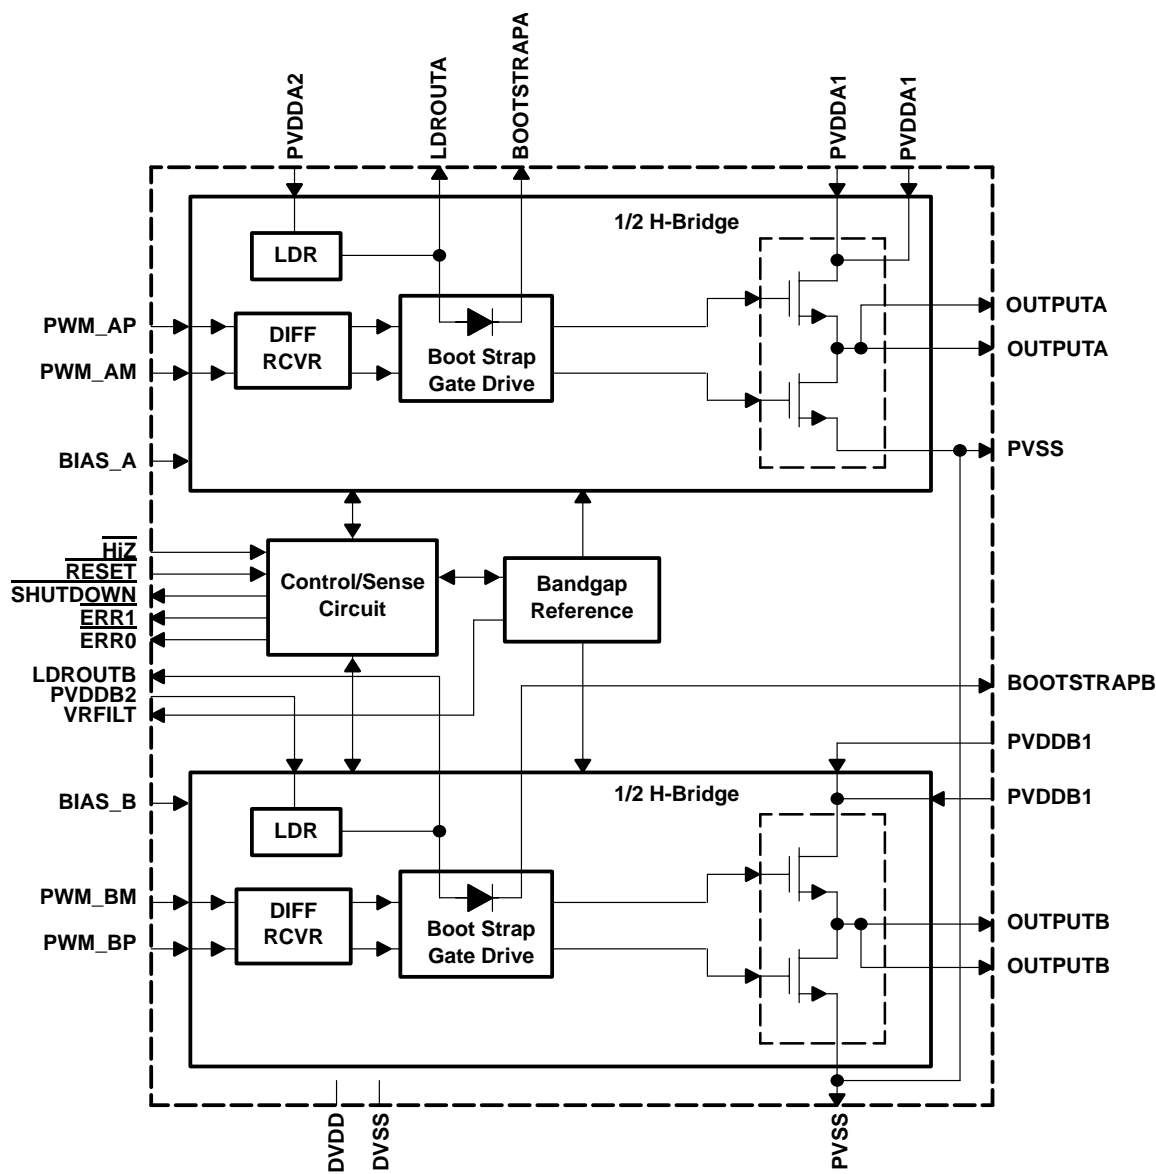 PVDDA2
LDROUTA
BOOTSTRAPA
PVDDA1
PVDDA1
1/2 H-Bridge
LDR
PWM_AP
PWM_AM
DIFF
RCVR
Boot Strap
Gate Drive
OUTPUTA
OUTPUTA
BIAS_A
PVSS
HiZ
RESET
SHUTDOWN
ERR1
ERR0
Control/Sense
Circuit
Bandgap
Reference
LDROUTB
PVDDB2
VRFILT
BOOTSTRAPB
PVDDB1
PVDDB1
BIAS_B
1/2 H-Bridge
LDR
PWM_BM
PWM_BP
DIFF
RCVR
Boot Strap
Gate Drive
OUTPUTB
OUTPUTB
DVDD
DVSS
PVSS